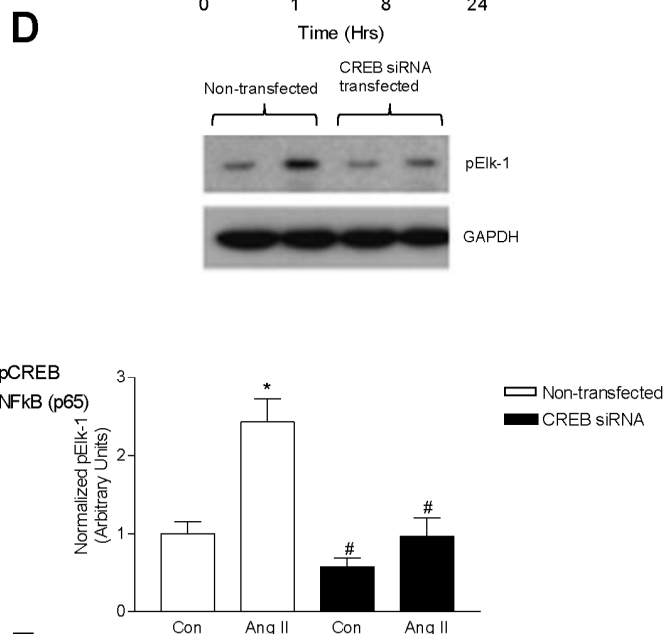 0 1 8 24
D
Time (Hrs)
Non-transfected
CREB siRNA
transfected
pElk-1
GAPDH
pCREB
NFkB (p65)
Normalized pElk-1
(Arbitrary Units)
3
2
1
0
*
#
#
Con Ang II Con Ang II
Non-transfected
CREB siRNA